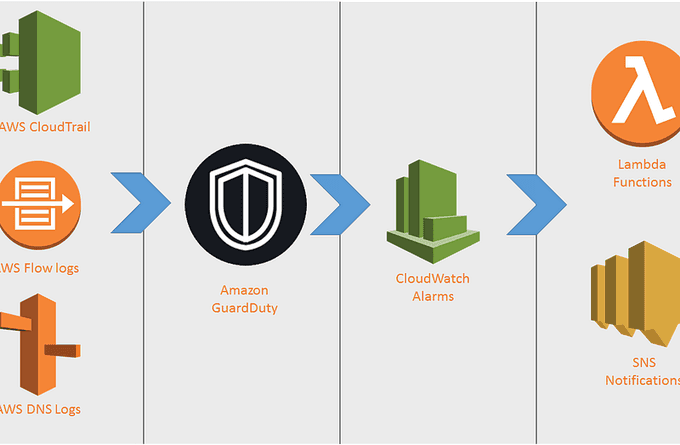 AWS CloudTrail
AWS Flow logs
AWS DNS Logs
Amazon
GuardDuty
CloudWatch
Alarms
Lambda
Functions
SNS
Notifications